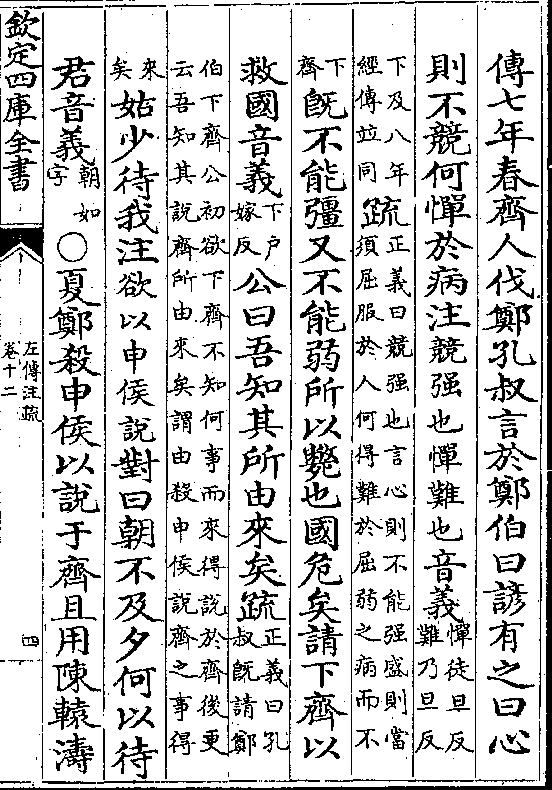 傳七年春齊人伐鄭孔叔言於鄭伯曰諺有之曰心
則不競何憚於病注競强也憚難也音義憚徒旦反難乃旦反
下及八年經傳並同疏正義曰競强也言心則不能强盛則當須屈服於人何得難於屈弱之病而不
下齊既不能彊又不能弱所以斃也國危矣請下齊以
救國音義下户嫁反公曰吾知其所由來矣疏正義曰孔叔既請鄭
伯下齊公初欲下齊不知何事而來得說於齊後更云吾知其說齊所由來矣謂由殺申侯說齊之事得
來矣姑少待我注欲以申侯說對曰朝不及夕何以待
君音義朝如字○夏鄭殺申侯以說于齊且用陳轅濤
欽定四庫全書
左傳注疏
卷十二
四